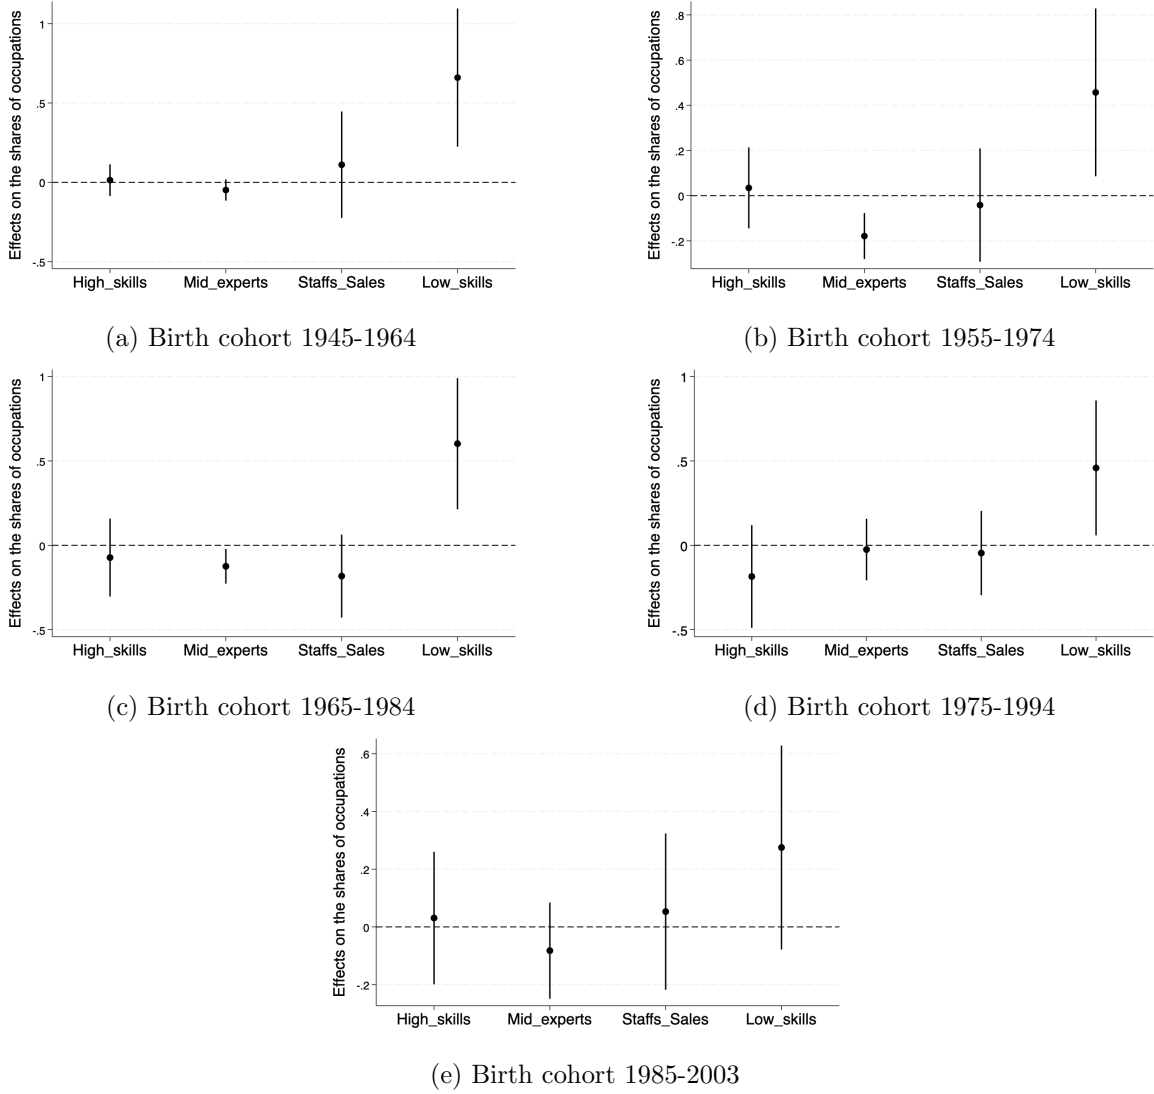 Effects on the shares of occupations
1
.5
0
-.5
High_skills Mid_experts Staffs_Sales Low_skills
(a) Birth cohort 1945-1964
Effects on the shares of occupations
.8
.6
.4
.2
0
-.2
High_skills Mid_experts Staffs_Sales Low_skills
(b) Birth cohort 1955-1974
Effects on the shares of occupations
1
.5
0
-.5
High_skills Mid_experts Staffs_Sales Low_skills
(c) Birth cohort 1965-1984
Effects on the shares of occupations
1
.5
0
-.5
High_skills Mid_experts Staffs_Sales Low_skills
(d) Birth cohort 1975-1994
Effects on the shares of occupations
.6
.4
.2
0
-.2
High_skills Mid_experts Staffs_Sales Low_skills
(e) Birth cohort 1985-2003